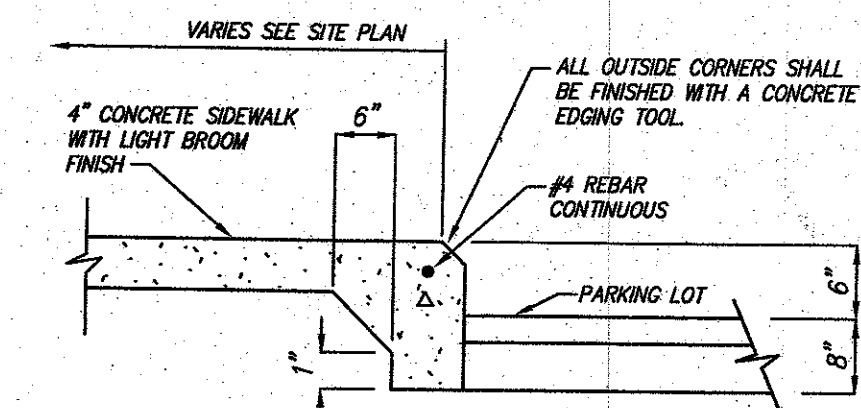 VARIES SEE SITE PLAN
ALL OUTSIDE CORNERS SHALL
BE FINISHED WITH A CONCRETE
EDGING TOOL.
4" CONCRETE SIDEWALK
WITH LIGHT BROOM
FINISH
6"
#4 REBAR
CONTINUOUS
PARKING LOT
6"
8"
1"